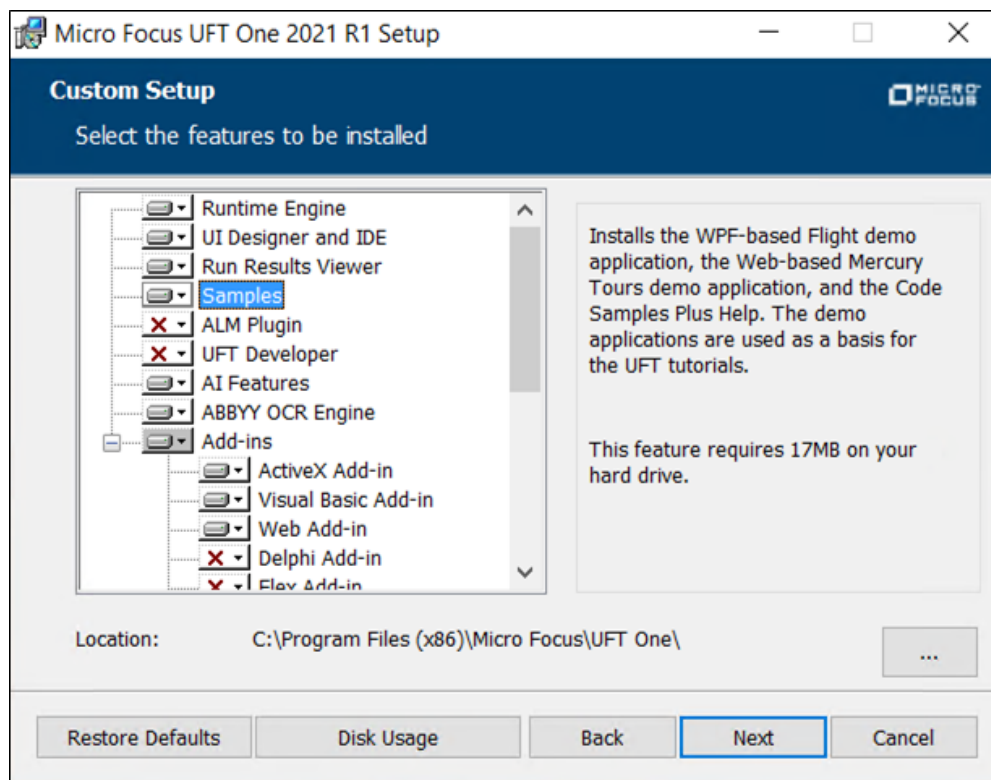 Micro Focus UFT One 2021 R1 Setup
Custom Setup
MICRO
FOCUS
Select the features to be installed
Runtime Engine
UI Designer and IDE
Run Results Viewer
Samples
ALM Plugin
UFT Developer
AI Features
ABBYY OCR Engine
Add-ins
ActiveX Add-in
Visual Basic Add-in
Web Add-in
Delphi Add-in
Flex Add-in
Installs the WPF-based Flight demo
application, the Web-based Mercury
Tours demo application, and the Code
Samples Plus Help. The demo
applications are used as a basis for
the UFT tutorials.
This feature requires 17MB on your
hard drive.
Location: C:\Program Files (x86)\Micro Focus\UFT One\
...
Restore Defaults Disk Usage Back Next Cancel